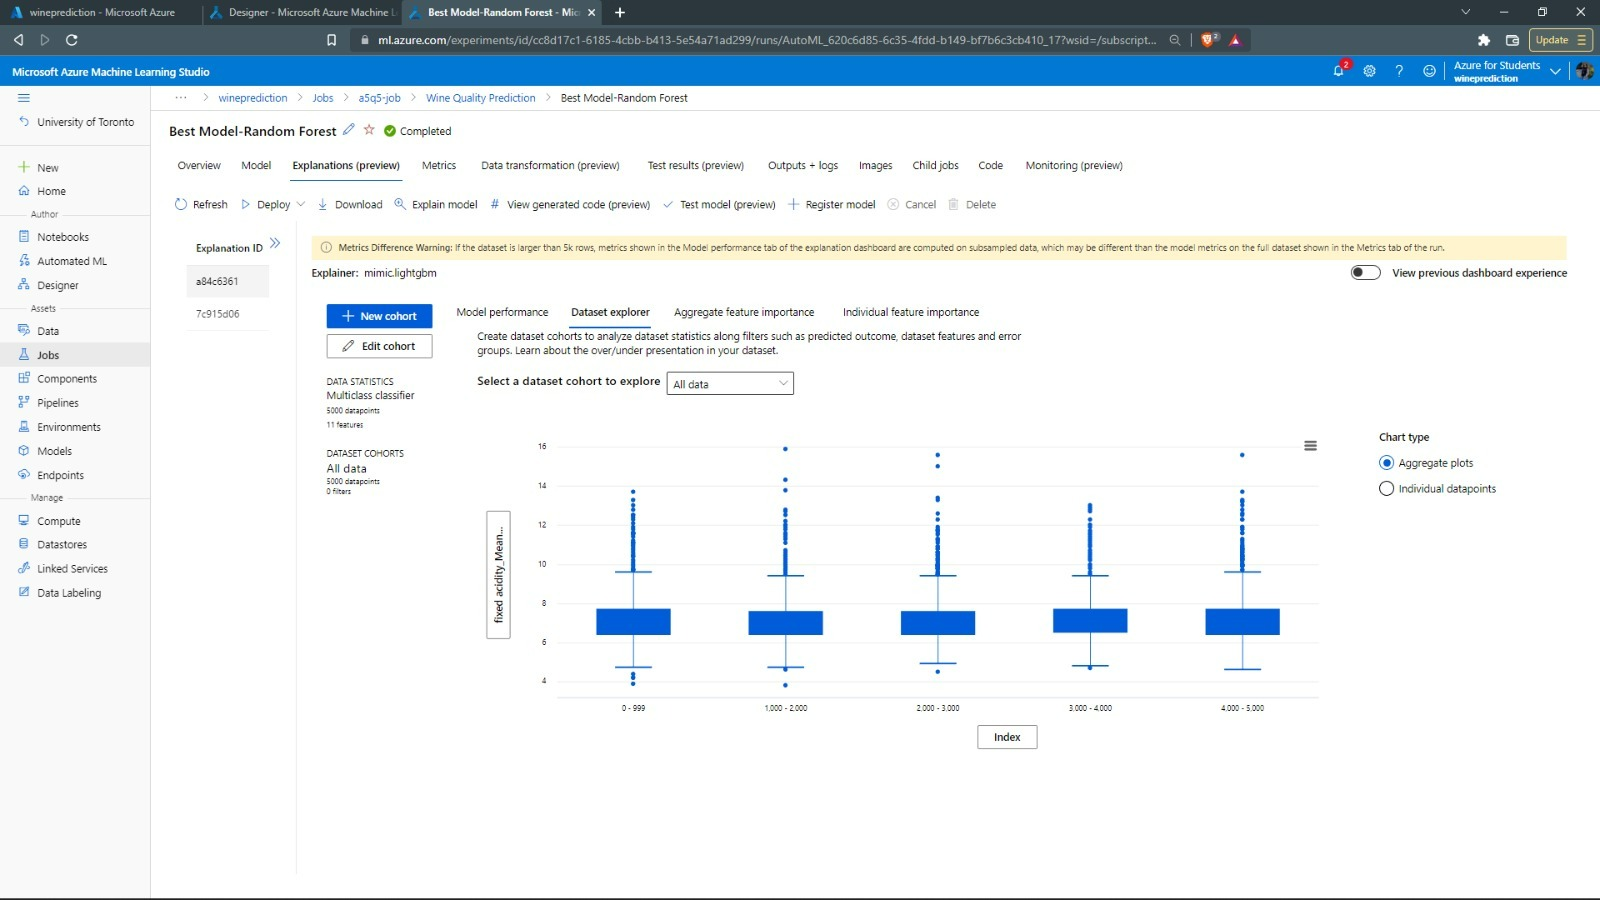 wineprediction - Microsoft Azure
Designer - Microsoft Azure Machine L
Best Model-Random Forest - Mic
ml.azure.com/experiments/id/cc8d17c1-6185-4cbb-b413-5e54a71ad299/runs/AutoML_620c6d85-6c35-4fdd-b149-bf7b6c3cb410_17?wsid=/subscript...
2
Update
Microsoft Azure Machine Learning Studio
2
?
Azure for Students
wineprediction
··· > wineprediction > Jobs > a5q5-job > Wine Quality Prediction > Best Model-Random Forest
University of Toronto
New
Home
Author
Notebooks
Automated ML
Designer
Assets
Data
Jobs
Components
Pipelines
Environments
Models
Endpoints
Manage
Compute
Datastores
Linked Services
Data Labeling
Best Model-Random Forest Completed
Overview Model Explanations (preview) Metrics Data transformation (preview) Test results (preview) Outputs + logs Images Child jobs Code Monitoring (preview)
Refresh Deploy Download Explain model # View generated code (preview) Test model (preview) Register model Cancel Delete
Explanation ID
a84c6361
7c915d06
Metrics Difference Warning: If the dataset is larger than 5k rows, metrics shown in the Model performance tab of the explanation dashboard are computed on subsampled data, which may be different than the model metrics on the full dataset shown in the Metrics tab of the run.
Explainer: mimic.lightgbm
View previous dashboard experience
New cohort
Edit cohort
DATA STATISTICS
Multiclass classifier
5000 datapoints
11 features
DATASET COHORTS
All data
5000 datapoints
0 filters
Model performance Dataset explorer Aggregate feature importance Individual feature importance
Create dataset cohorts to analyze dataset statistics along filters such as predicted outcome, dataset features and error
groups. Learn about the over/under presentation in your dataset.
Select a dataset cohort to explore All data
fixed acidity_Mean...
16
14
12
10
8
6
4
0 - 999 1,000 - 2,000 2,000 - 3,000 3,000 - 4,000 4,000 - 5,000
Index
Chart type
Aggregate plots
Individual datapoints